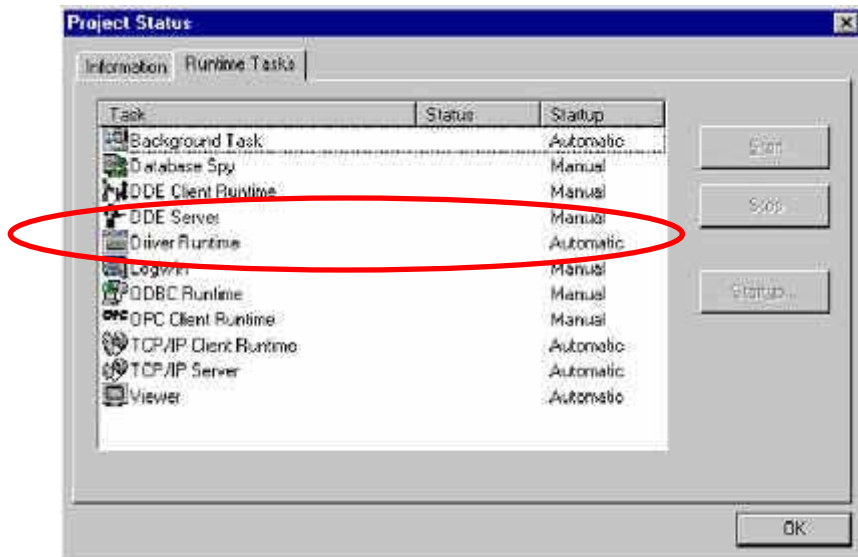 Project Status
Information Runtime Tasks
Task Status Startup
Background Task Automatic
Database Spy Manual
DDE Client Runtime Manual
DDE Server Manual
Driver Runtime Automatic
LogWin Manual
ODBC Runtime Manual
OPC OPC Client Runtime Manual
TCP/IP Client Runtime Automatic
TCP/IP Server Automatic
Viewer Automatic
Start
Stop
Startup...
OK